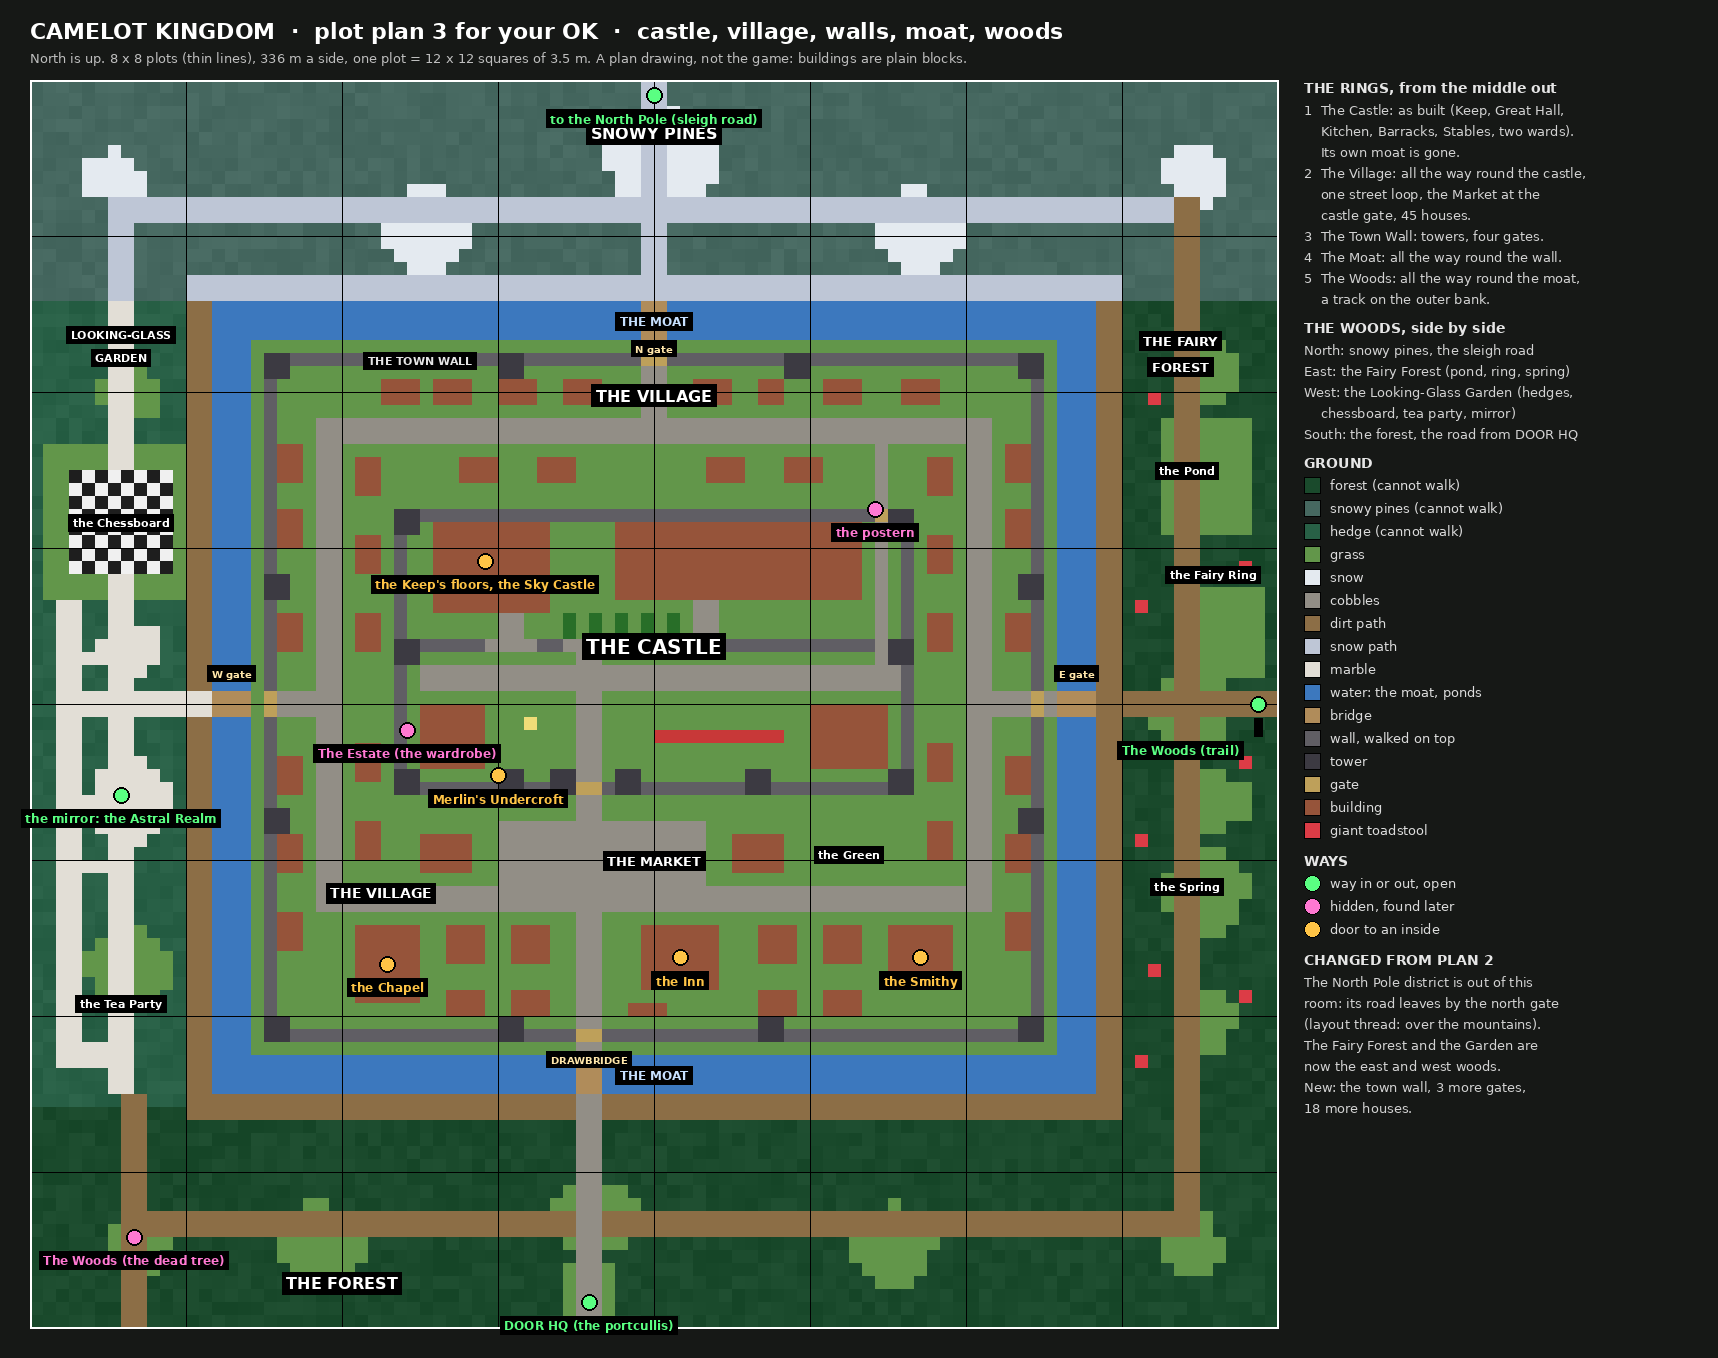 CAMELOT KINGDOM · plot plan 3 for your OK · castle, village, walls, moat, woods
North is up. 8 x 8 plots (thin lines), 336 m a side, one plot = 12 x 12 squares of 3.5 m. A plan drawing, not the game: buildings are plain blocks.
to the North Pole (sleigh road)
SNOWY PINES
THE MOAT
LOOKING-GLASS
GARDEN
THE TOWN WALL
N gate
THE FAIRY
FOREST
THE VILLAGE
the Pond
the Chessboard
the postern
the Fairy Ring
the Keep's floors, the Sky Castle
THE CASTLE
W gate
E gate
The Estate (the wardrobe)
The Woods (trail)
Merlin's Undercroft
the mirror: the Astral Realm
THE MARKET
the Green
THE VILLAGE
the Spring
the Chapel
the Inn
the Smithy
the Tea Party
DRAWBRIDGE
THE MOAT
The Woods (the dead tree)
THE FOREST
DOOR HQ (the portcullis)
THE RINGS, from the middle out
1 The Castle: as built (Keep, Great Hall,
Kitchen, Barracks, Stables, two wards).
Its own moat is gone.
2 The Village: all the way round the castle,
one street loop, the Market at the
castle gate, 45 houses.
3 The Town Wall: towers, four gates.
4 The Moat: all the way round the wall.
5 The Woods: all the way round the moat,
a track on the outer bank.
THE WOODS, side by side
North: snowy pines, the sleigh road
East: the Fairy Forest (pond, ring, spring)
West: the Looking-Glass Garden (hedges,
chessboard, tea party, mirror)
South: the forest, the road from DOOR HQ
GROUND
forest (cannot walk)
snowy pines (cannot walk)
hedge (cannot walk)
grass
snow
cobbles
dirt path
snow path
marble
water: the moat, ponds
bridge
wall, walked on top
tower
gate
building
giant toadstool
WAYS
way in or out, open
hidden, found later
door to an inside
CHANGED FROM PLAN 2
The North Pole district is out of this
room: its road leaves by the north gate
(layout thread: over the mountains).
The Fairy Forest and the Garden are
now the east and west woods.
New: the town wall, 3 more gates,
18 more houses.